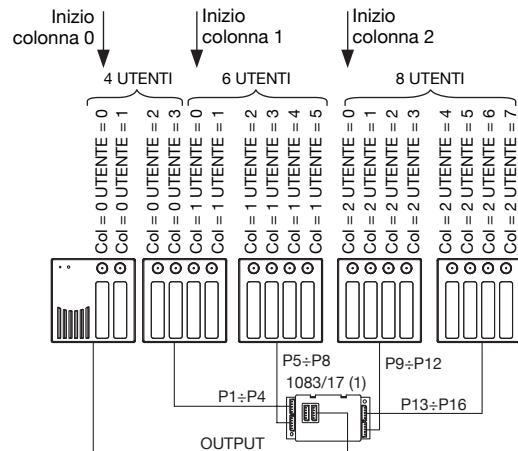 Inizio
colonna 0
Inizio
colonna 1
Inizio
colonna 2
4 UTENTI
6 UTENTI
8 UTENTI
Col = 0 UTENTE = 0
Col = 0 UTENTE = 1
Col = 0 UTENTE = 2
Col = 0 UTENTE = 3
Col = 1 UTENTE = 0
Col = 1 UTENTE = 1
Col = 1 UTENTE = 2
Col = 1 UTENTE = 3
Col = 1 UTENTE = 4
Col = 1 UTENTE = 5
Col = 2 UTENTE = 0
Col = 2 UTENTE = 1
Col = 2 UTENTE = 2
Col = 2 UTENTE = 3
Col = 2 UTENTE = 4
Col = 2 UTENTE = 5
Col = 2 UTENTE = 6
Col = 2 UTENTE = 7
P5÷P8
P9÷P12
1083/17 (1)
P1÷P4
P13÷P16
OUTPUT